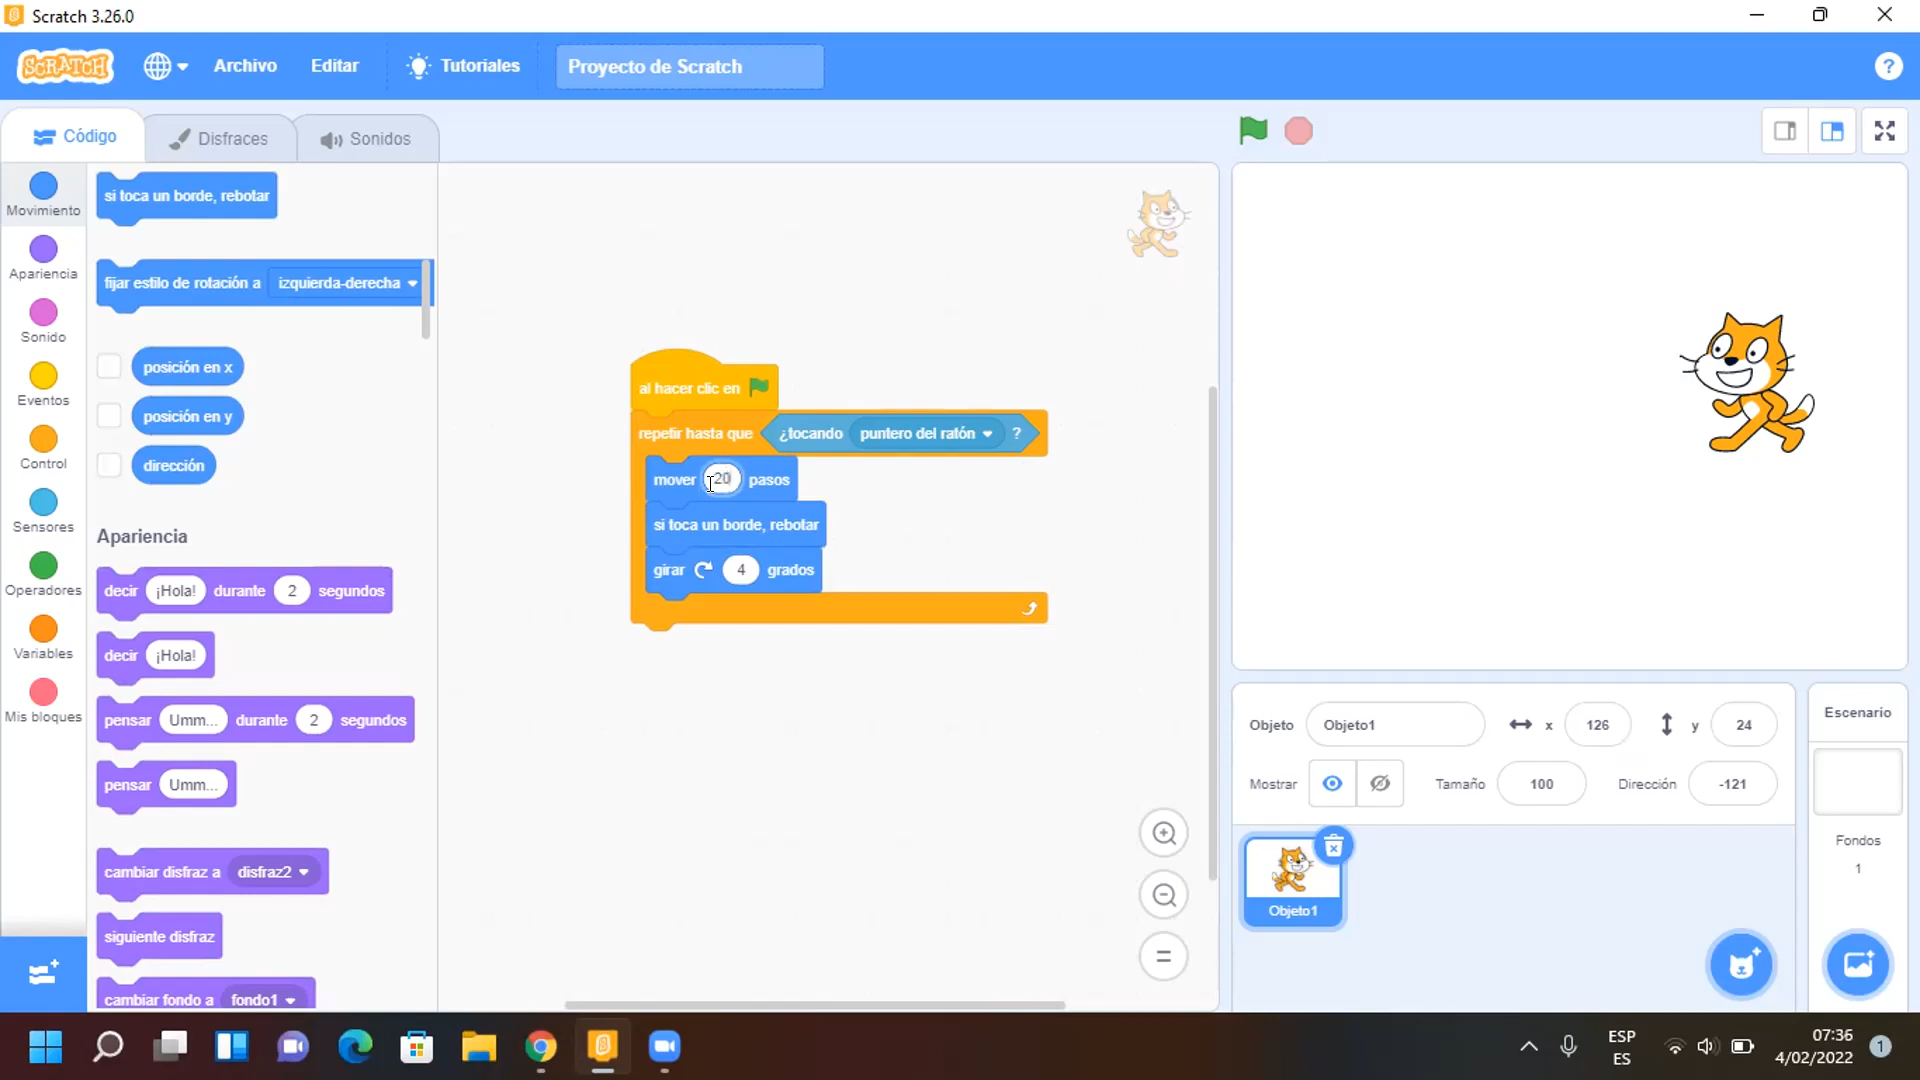 Scratch 3.26.0
SCRATCH
Archivo
Editar
Tutoriales
Proyecto de Scratch
?
Código
Disfraces
Sonidos
Movimiento
Apariencia
Sonido
Eventos
Control
Sensores
Operadores
Variables
Mis bloques
si toca un borde, rebotar
fijar estilo de rotación a izquierda-derecha
posición en x
posición en y
dirección
Apariencia
decir ¡Hola! durante 2 segundos
decir ¡Hola!
pensar Umm... durante 2 segundos
pensar Umm...
cambiar disfraz a disfraz2
siguiente disfraz
cambiar fondo a fondo1
al hacer clic en
repetir hasta que ¿tocando puntero del ratón ?
mover 20 pasos
si toca un borde, rebotar
girar 4 grados
Objeto Objeto1 x 126 y 24
Mostrar Tamaño 100 Dirección -121
Objeto1
Escenario
Fondos
1
ESP
ES
07:36
4/02/2022
1